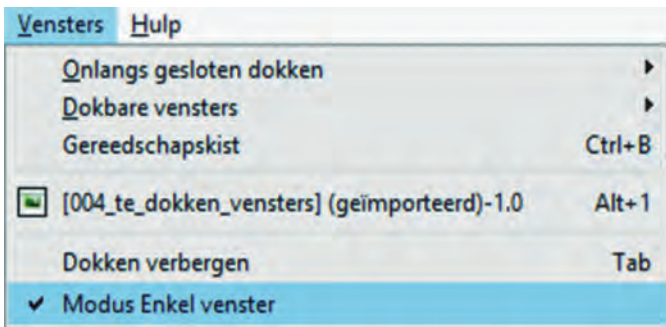 Vensters Hulp
Onlangs gesloten dokken
Dokbare vensters
Gereedschapskist Ctrl+B
[004_te_dokken_vensters] (geïmporteerd)-1.0 Alt+1
Dokken verbergen Tab
Modus Enkel venster